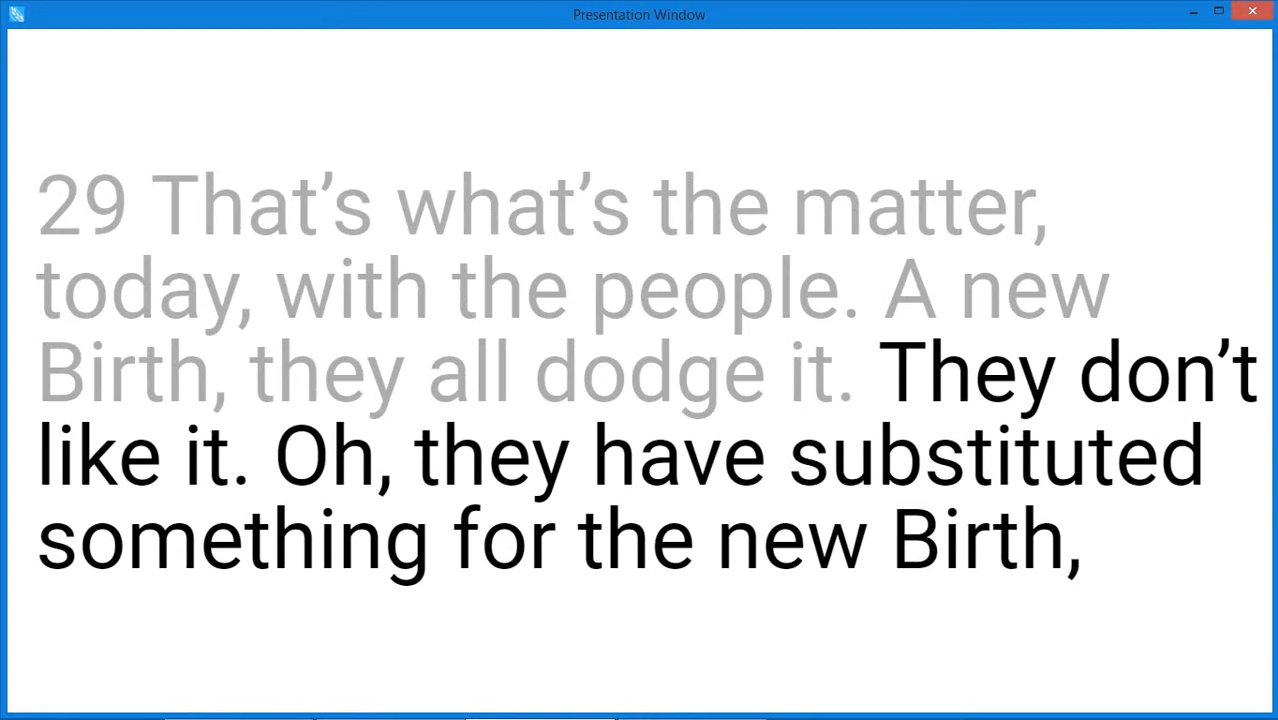 Presentation Window
29 That’s what’s the matter,
today, with the people. A new
Birth, they all dodge it. They don’t
like it. Oh, they have substituted
something for the new Birth,